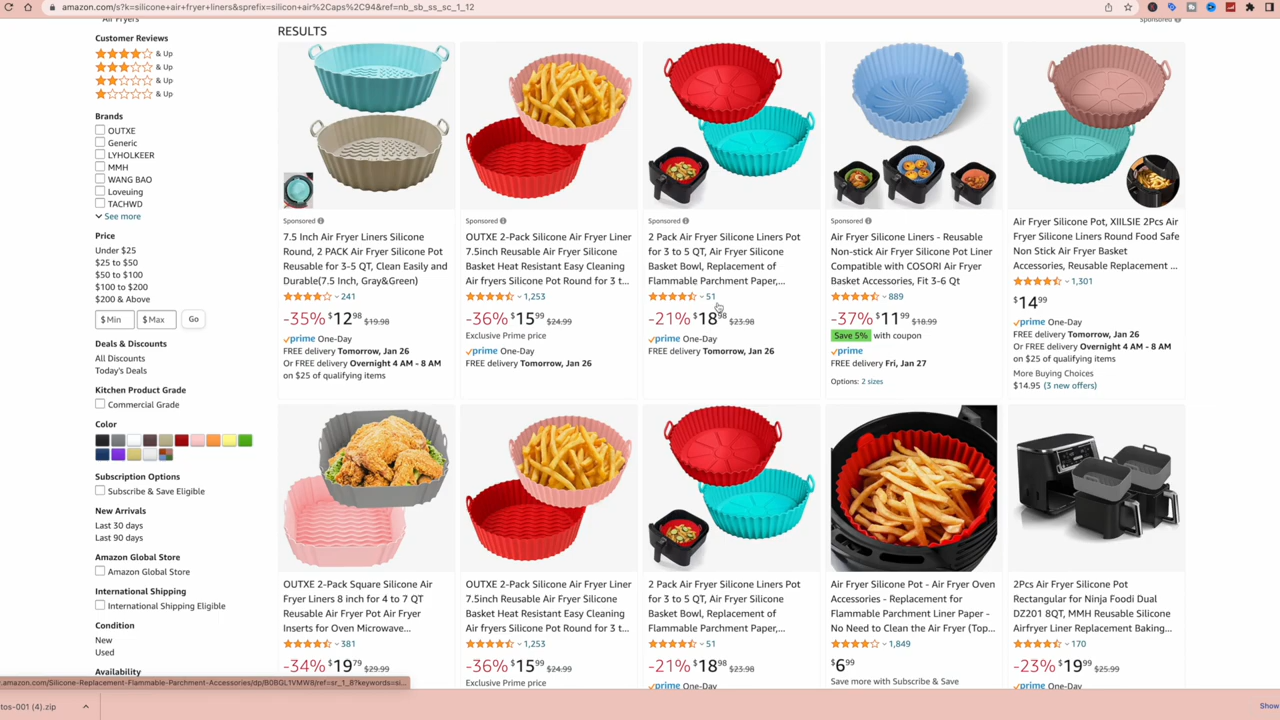 amazon.com/s?k=silicone+air+fryer+liners&sprefix=silicon+air%2Caps%2C94&ref=nb_sb_ss_sc_1_12
Air Fryers
Sponsored
Customer Reviews
& Up
& Up
& Up
& Up
Brands
OUTXE
Generic
LYHOLKEER
MMH
WANG BAO
Loveuing
TACHWD
See more
Price
Under $25
$25 to $50
$50 to $100
$100 to $200
$200 & Above
$ Min $ Max Go
Deals & Discounts
All Discounts
Today's Deals
Kitchen Product Grade
Commercial Grade
Color
Subscription Options
Subscribe & Save Eligible
New Arrivals
Last 30 days
Last 90 days
Amazon Global Store
Amazon Global Store
International Shipping
International Shipping Eligible
Condition
New
Used
Availability
RESULTS
Sponsored
7.5 Inch Air Fryer Liners Silicone
Round, 2 PACK Air Fryer Silicone Pot
Reusable for 3-5 QT, Clean Easily and
Durable(7.5 Inch, Gray&Green)
241
-35% $12 98 $19.98
prime One-Day
FREE delivery Tomorrow, Jan 26
Or FREE delivery Overnight 4 AM - 8 AM
on $25 of qualifying items
Sponsored
OUTXE 2-Pack Silicone Air Fryer Liner
7.5inch Reusable Air Fryer Silicone
Basket Heat Resistant Easy Cleaning
Air fryers Silicone Pot Round for 3 t...
1,253
-36% $15 99 $24.99
Exclusive Prime price
prime One-Day
FREE delivery Tomorrow, Jan 26
Sponsored
2 Pack Air Fryer Silicone Liners Pot
for 3 to 5 QT, Air Fryer Silicone
Basket Bowl, Replacement of
Flammable Parchment Paper,...
51
-21% $18 98 $23.98
prime One-Day
FREE delivery Tomorrow, Jan 26
Sponsored
Air Fryer Silicone Liners - Reusable
Non-stick Air Fryer Silicone Pot Liner
Compatible with COSORI Air Fryer
Basket Accessories, Fit 3-6 Qt
889
-37% $11 99 $18.99
Save 5% with coupon
prime
FREE delivery Fri, Jan 27
Options: 2 sizes
Air Fryer Silicone Pot, XIILSIE 2Pcs Air
Fryer Silicone Liners Round Food Safe
Non Stick Air Fryer Basket
Accessories, Reusable Replacement ...
1,301
$14 99
prime One-Day
FREE delivery Tomorrow, Jan 26
Or FREE delivery Overnight 4 AM - 8 AM
on $25 of qualifying items
More Buying Choices
$14.95 (3 new offers)
OUTXE 2-Pack Square Silicone Air
Fryer Liners 8 inch for 4 to 7 QT
Reusable Air Fryer Pot Air Fryer
Inserts for Oven Microwave...
381
-34% $19 79 $29.99
OUTXE 2-Pack Silicone Air Fryer Liner
7.5inch Reusable Air Fryer Silicone
Basket Heat Resistant Easy Cleaning
Air fryers Silicone Pot Round for 3 t...
1,253
-36% $15 99 $24.99
Exclusive Prime price
2 Pack Air Fryer Silicone Liners Pot
for 3 to 5 QT, Air Fryer Silicone
Basket Bowl, Replacement of
Flammable Parchment Paper,...
51
-21% $18 98 $23.98
prime One-Day
Air Fryer Silicone Pot - Air Fryer Oven
Accessories - Replacement for
Flammable Parchment Liner Paper -
No Need to Clean the Air Fryer (Top...
1,849
$6 99
Save more with Subscribe & Save
2Pcs Air Fryer Silicone Pot
Rectangular for Ninja Foodi Dual
DZ201 8QT, MMH Reusable Silicone
Airfryer Liner Replacement Baking...
170
-23% $19 99 $25.99
prime One-Day
.amazon.com/Silicone-Replacement-Flammable-Parchment-Accessories/dp/B0BGL1VMW8/ref=sr_1_8?keywords=si...
tos-001 (4).zip
Show